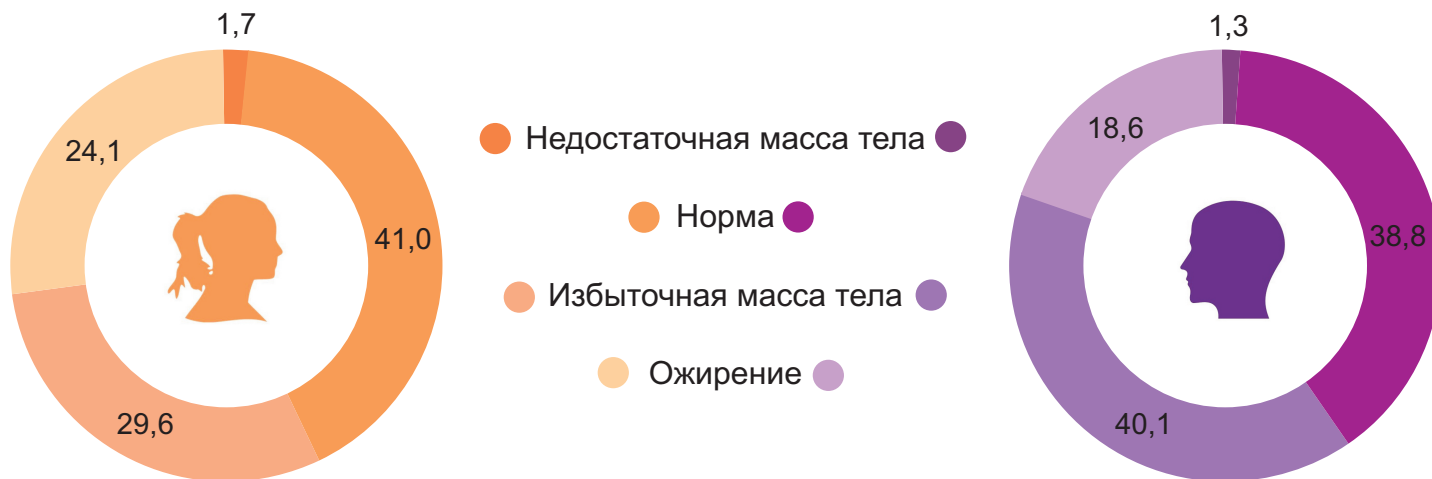 1,7
24,1
41,0
29,6
Недостаточная масса тела
Норма
Избыточная масса тела
Ожирение
1,3
18,6
38,8
40,1